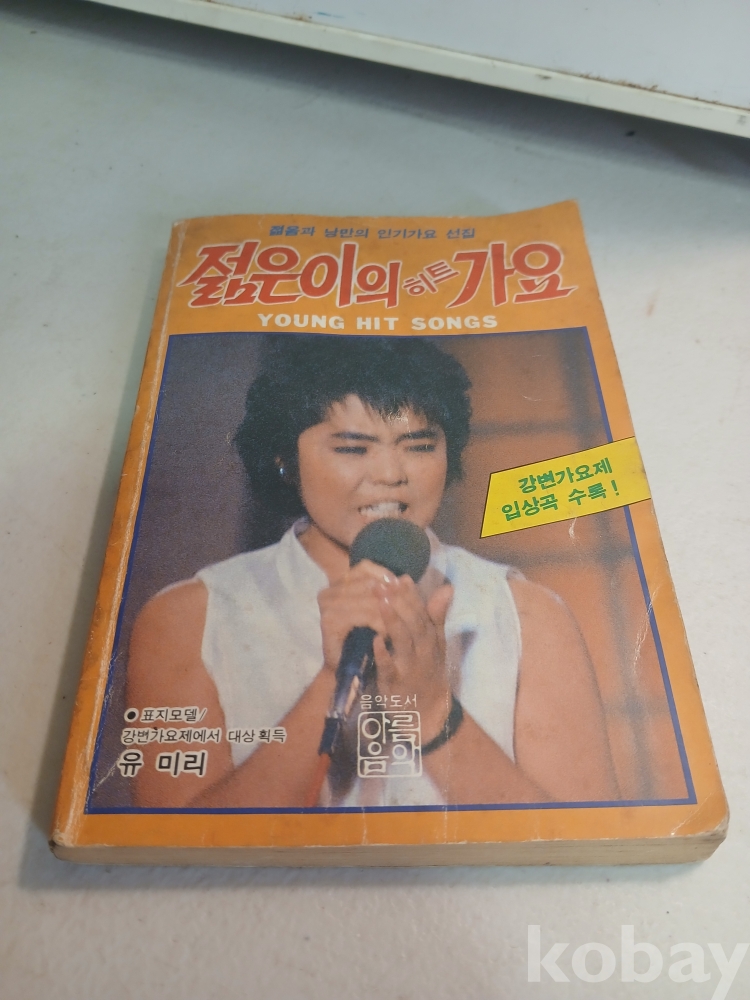 젊음과 낭만의 인기가요 선집
젊은이의 히트 가요
YOUNG HIT SONGS
강변가요제
입상곡 수록!
● 표지모델/
강변가요제에서 대상획득
유 미리
음악도서
아름
음악
kobay